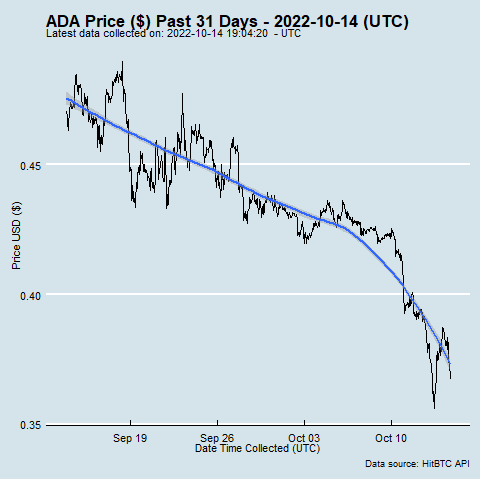 ADA Price ($) Past 31 Days - 2022-10-14 (UTC)
Latest data collected on: 2022-10-14 19:04:20 - UTC
Price USD ($)
0.45
0.40
0.35
Sep 19 Sep 26 Oct 03 Oct 10
Date Time Collected (UTC)
Data source: HitBTC API